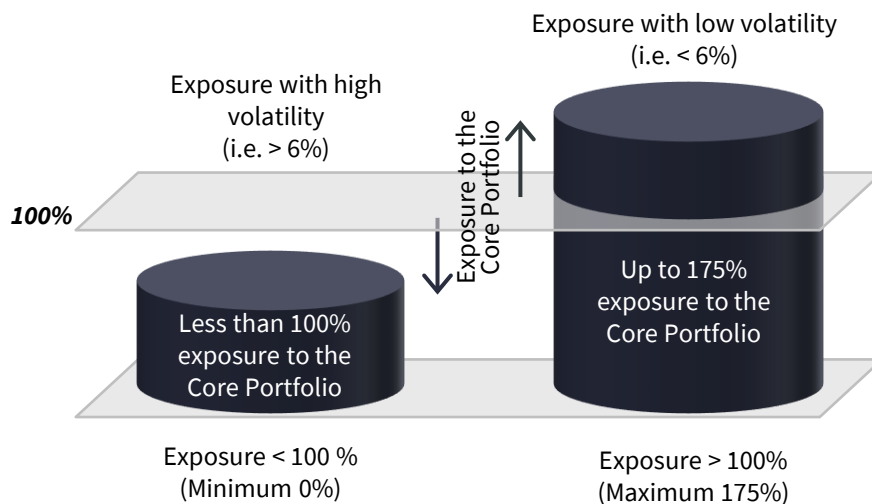 Exposure with high
volatility
(i.e. > 6%)
Exposure with low volatility
(i.e. < 6%)
100%
Exposure to the
Core Portfolio
Less than 100%
exposure to the
Core Portfolio
Up to 175%
exposure to the
Core Portfolio
Exposure < 100 %
(Minimum 0%)
Exposure > 100%
(Maximum 175%)